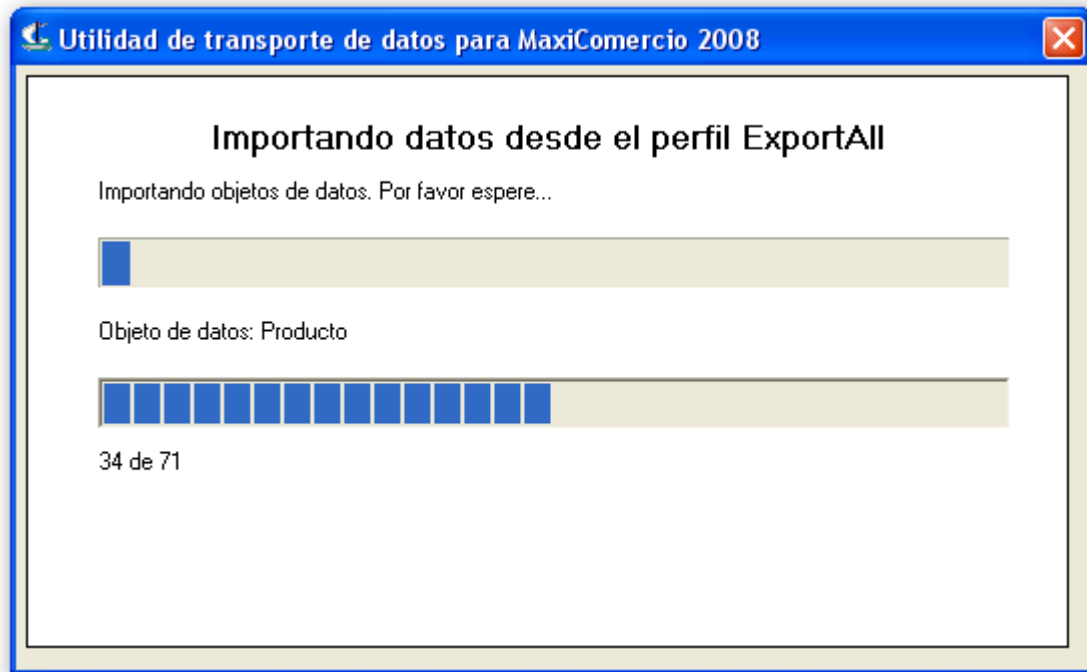 Utilidad de transporte de datos para MaxiComercio 2008
Importando datos desde el perfil ExportAll
Importando objetos de datos. Por favor espere...
Objeto de datos: Producto
34 de 71